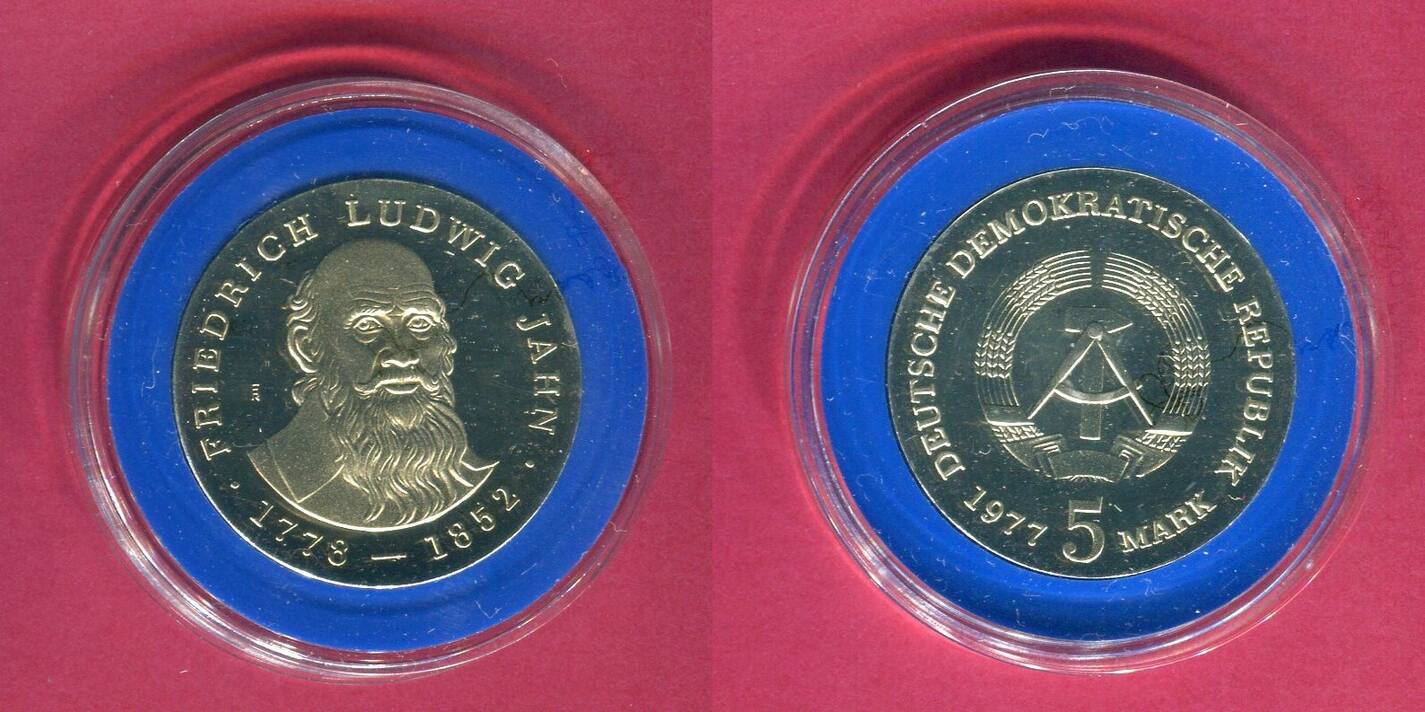 FRIEDRICH LUDWIG JAHN
· 1778 — 1852 ·
DEUTSCHE DEMOKRATISCHE REPUBLIK
1977 5 MARK